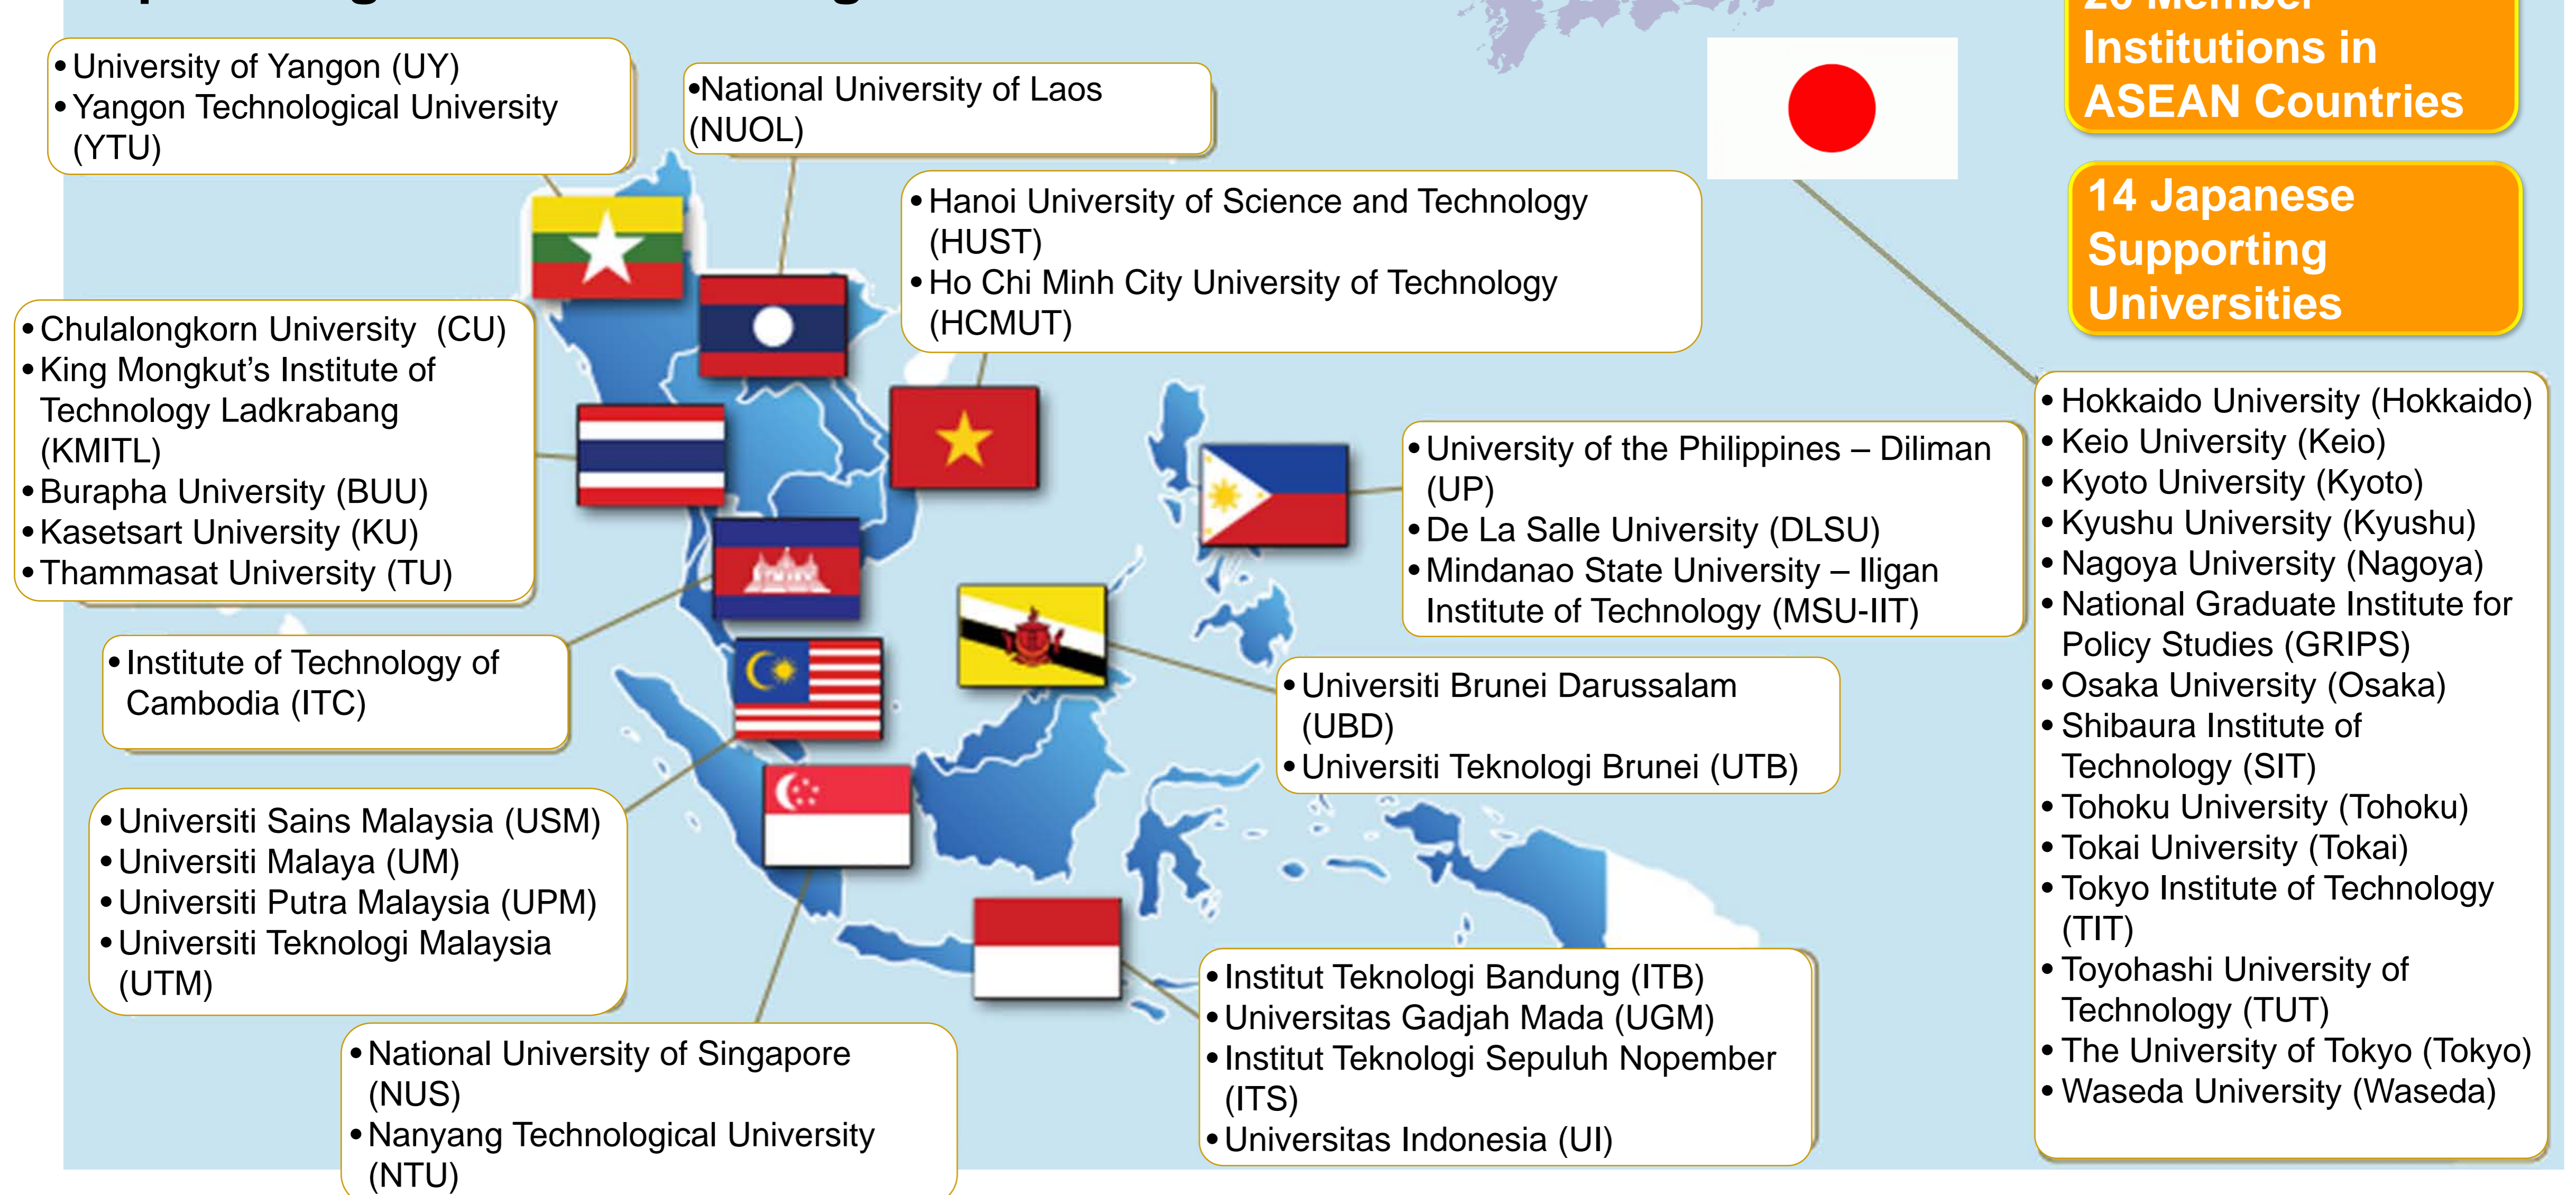 26 Member
Institutions in
ASEAN Countries
14 Japanese
Supporting
Universities
•University of Yangon (UY)
•Yangon Technological University
(YTU)
•National University of Laos
(NUOL)
•Hanoi University of Science and Technology
(HUST)
•Ho Chi Minh City University of Technology
(HCMUT)
•Chulalongkorn University (CU)
•King Mongkut’s Institute of
Technology Ladkrabang
(KMITL)
•Burapha University (BUU)
•Kasetsart University (KU)
•Thammasat University (TU)
•University of the Philippines – Diliman
(UP)
•De La Salle University (DLSU)
•Mindanao State University – Iligan
Institute of Technology (MSU-IIT)
•Institute of Technology of
Cambodia (ITC)
•Universiti Brunei Darussalam
(UBD)
•Universiti Teknologi Brunei (UTB)
•Universiti Sains Malaysia (USM)
•Universiti Malaya (UM)
•Universiti Putra Malaysia (UPM)
•Universiti Teknologi Malaysia
(UTM)
•National University of Singapore
(NUS)
•Nanyang Technological University
(NTU)
•Institut Teknologi Bandung (ITB)
•Universitas Gadjah Mada (UGM)
•Institut Teknologi Sepuluh Nopember
(ITS)
•Universitas Indonesia (UI)
•Hokkaido University (Hokkaido)
•Keio University (Keio)
•Kyoto University (Kyoto)
•Kyushu University (Kyushu)
•Nagoya University (Nagoya)
•National Graduate Institute for
Policy Studies (GRIPS)
•Osaka University (Osaka)
•Shibaura Institute of
Technology (SIT)
•Tohoku University (Tohoku)
•Tokai University (Tokai)
•Tokyo Institute of Technology
(TIT)
•Toyohashi University of
Technology (TUT)
•The University of Tokyo (Tokyo)
•Waseda University (Waseda)